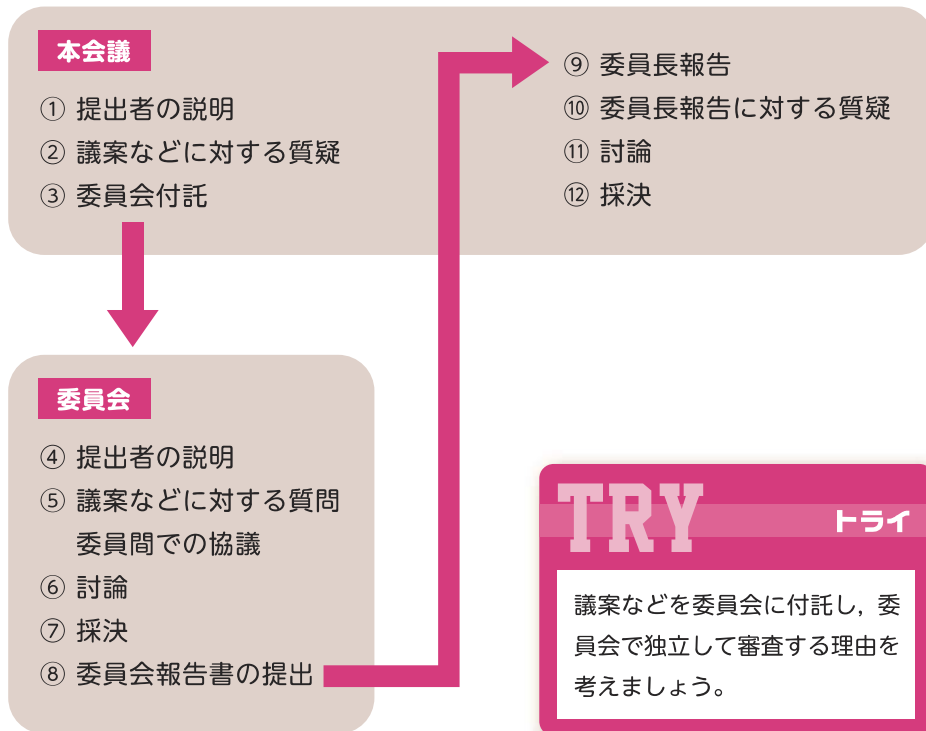 本会議
① 提出者の説明
② 議案などに対する質疑
③ 委員会付託
委員会
④ 提出者の説明
⑤ 議案などに対する質問
委員間での協議
⑥ 討論
⑦ 採決
⑧ 委員会報告書の提出
⑨ 委員長報告
⑩ 委員長報告に対する質疑
⑪ 討論
⑫ 採決
TRY
トライ
議案などを委員会に付託し，委
員会で独立して審査する理由を
考えましょう。